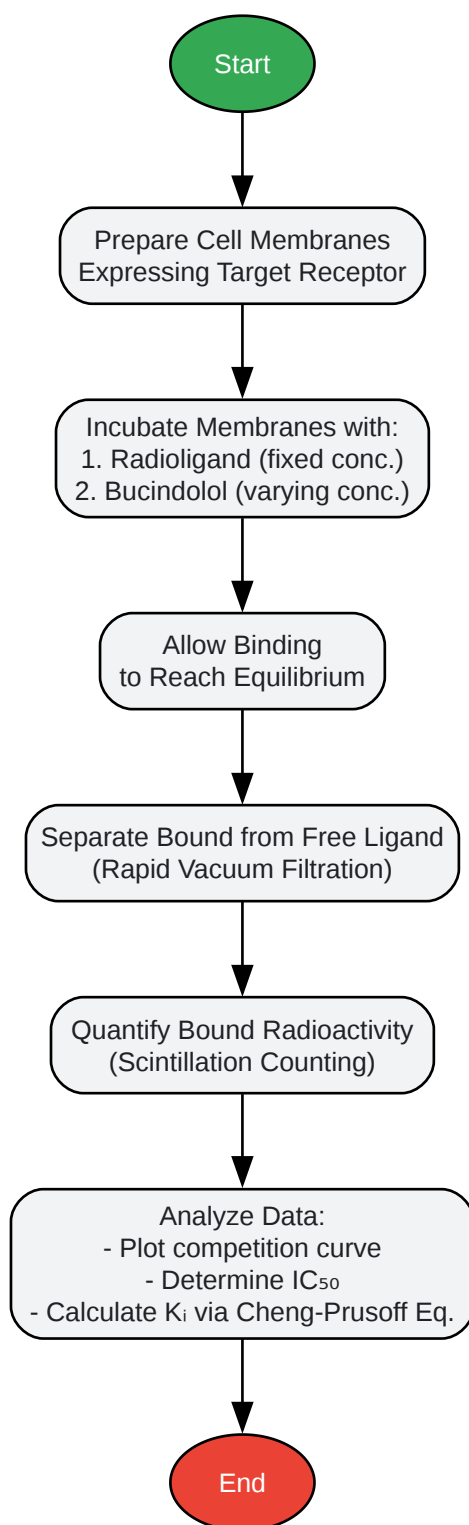 Start
Prepare Cell Membranes
Expressing Target Receptor
Incubate Membranes with:
1. Radioligand (fixed conc.)
2. Bucindolol (varying conc.)
Allow Binding
to Reach Equilibrium
Separate Bound from Free Ligand
(Rapid Vacuum Filtration)
Quantify Bound Radioactivity
(Scintillation Counting)
Analyze Data:
- Plot competition curve
- Determine IC₅₀
- Calculate Kᵢ via Cheng-Prusoff Eq.
End